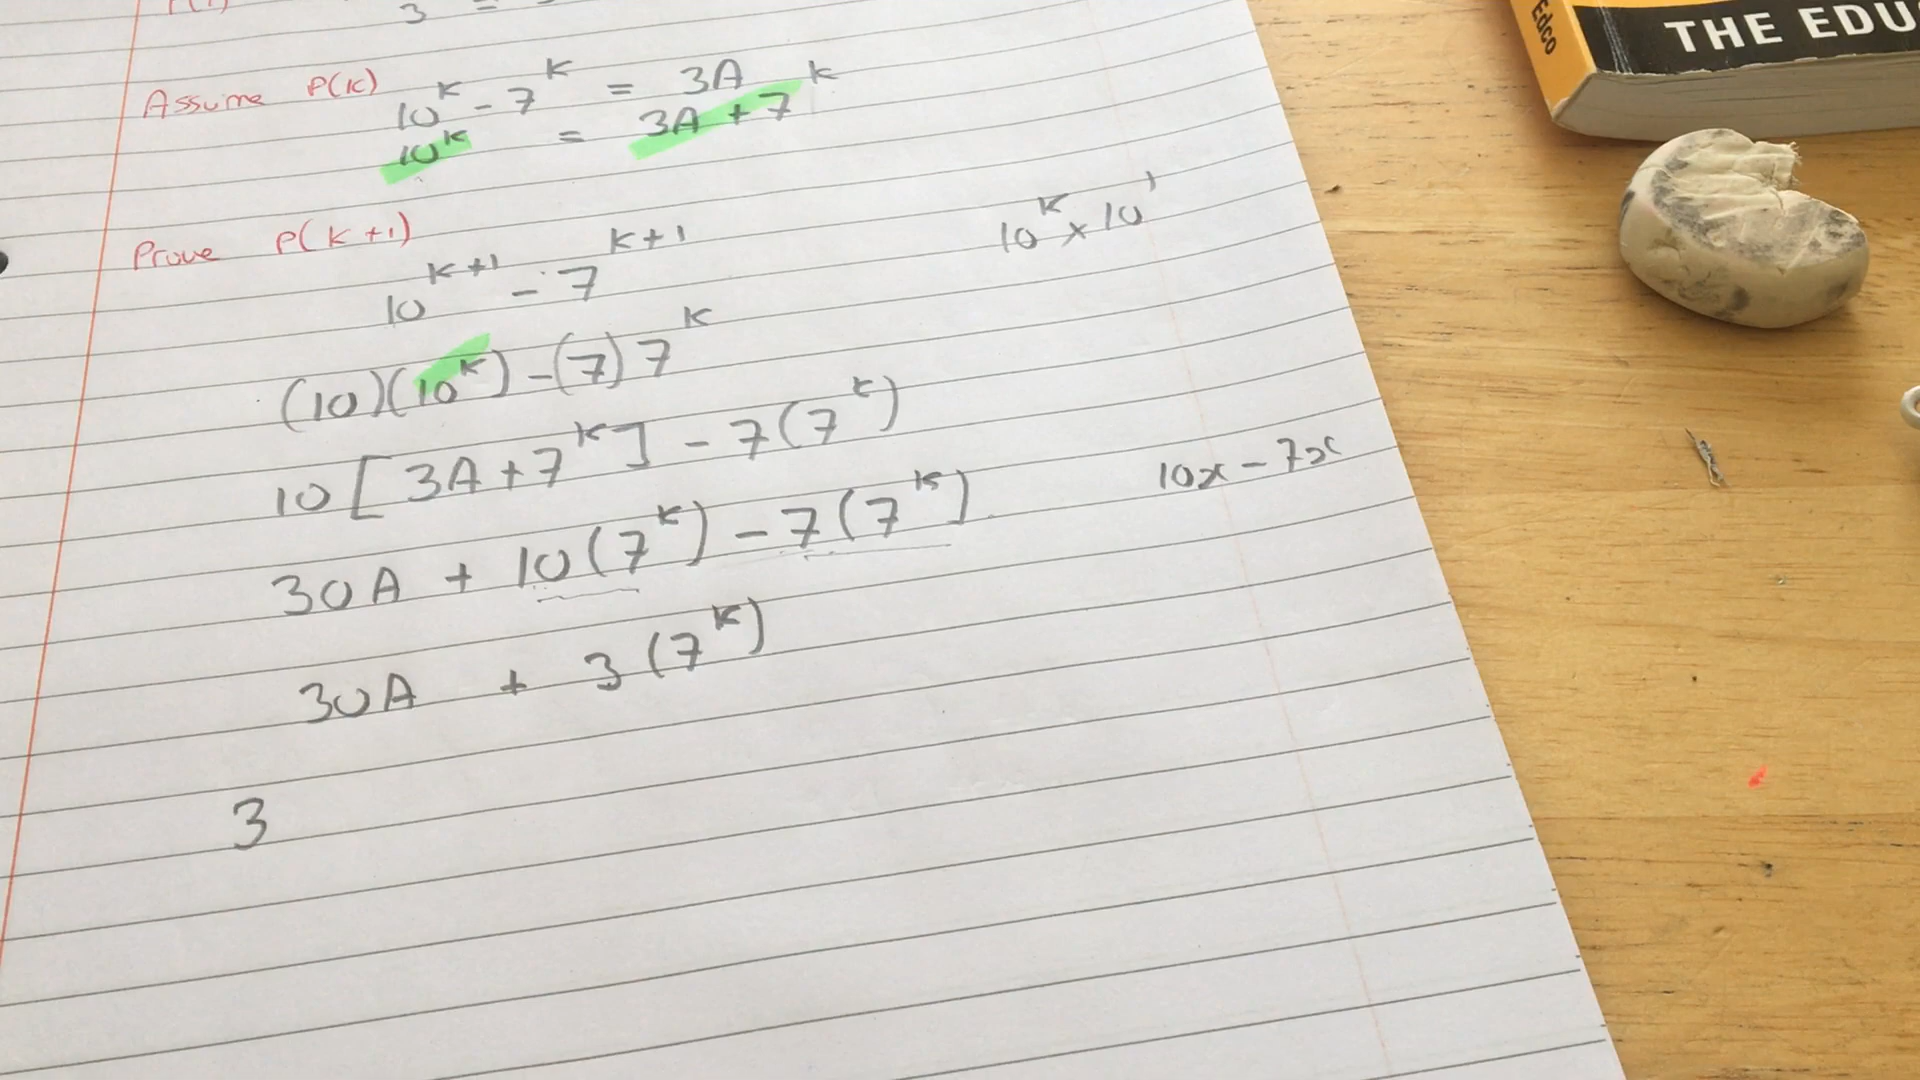 3 =
Assume P(k) 10^k - 7^k = 3A
10^k = 3A + 7^k
Prove P(k+1)
10^k x 10^1
10^{k+1} - 7^{k+1}
(10)(10^k) - (7) 7^k
10 [3A + 7^k] - 7(7^k)
10x - 7x
30A + 10(7^k) - 7(7^k)
30A + 3(7^k)
3
Edco
THE EDU